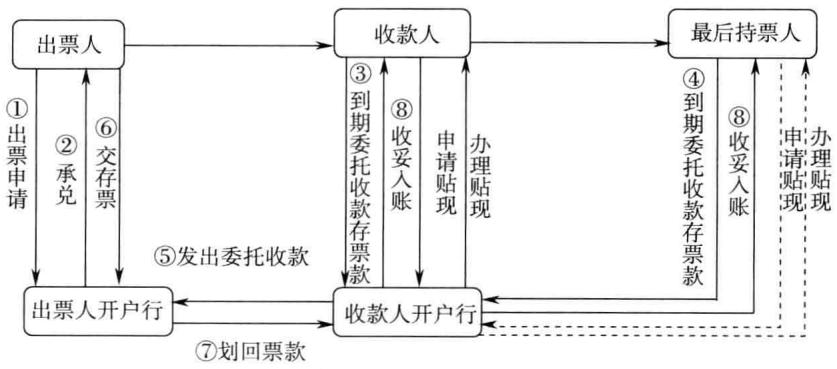 出票人
收款人
最后持票人
①出票申请
②承兑
⑥交存票
③到期委托收款存票款
⑧收妥入账
申请贴现
办理贴现
④到期委托收款存票款
⑧收妥入账
申请贴现
办理贴现
⑤发出委托收款
出票人开户行
收款人开户行
⑦划回票款